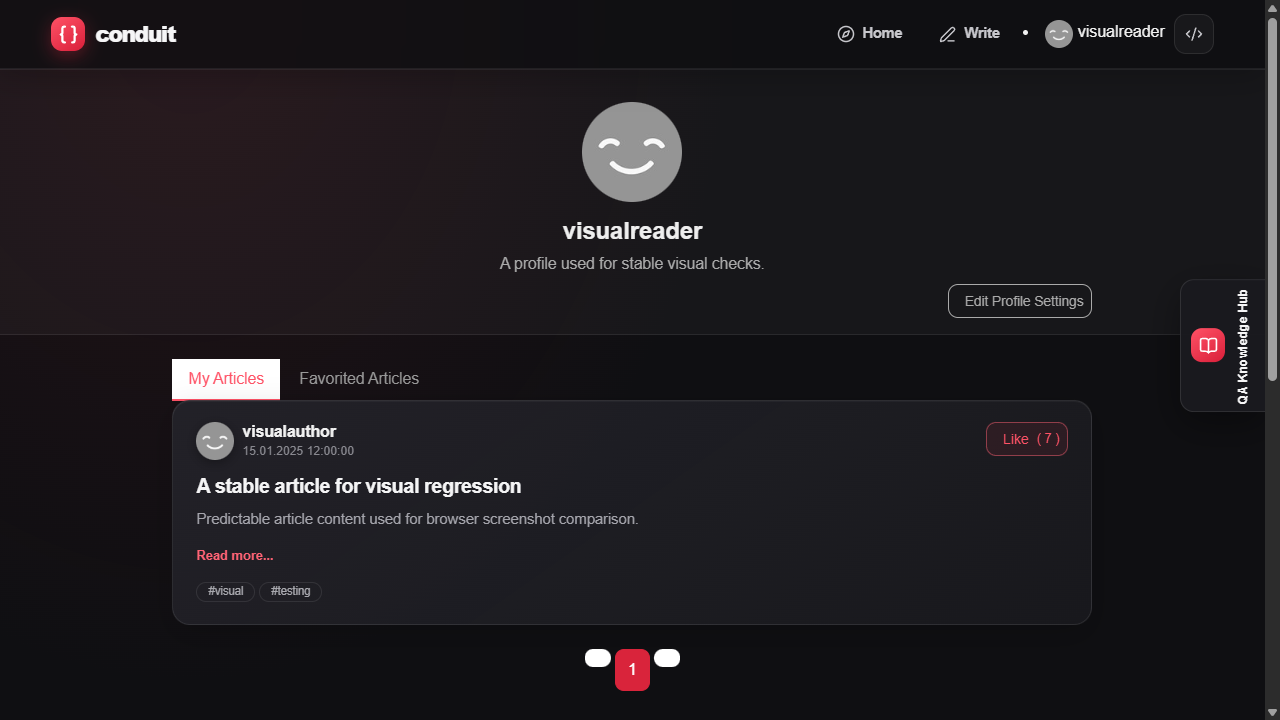 { } conduit
Home
Write
visualreader
</>
visualreader
A profile used for stable visual checks.
Edit Profile Settings
QA Knowledge Hub
My Articles
Favorited Articles
visualauthor
15.01.2025 12:00:00
Like ( 7 )
A stable article for visual regression
Predictable article content used for browser screenshot comparison.
Read more...
#visual
#testing
1